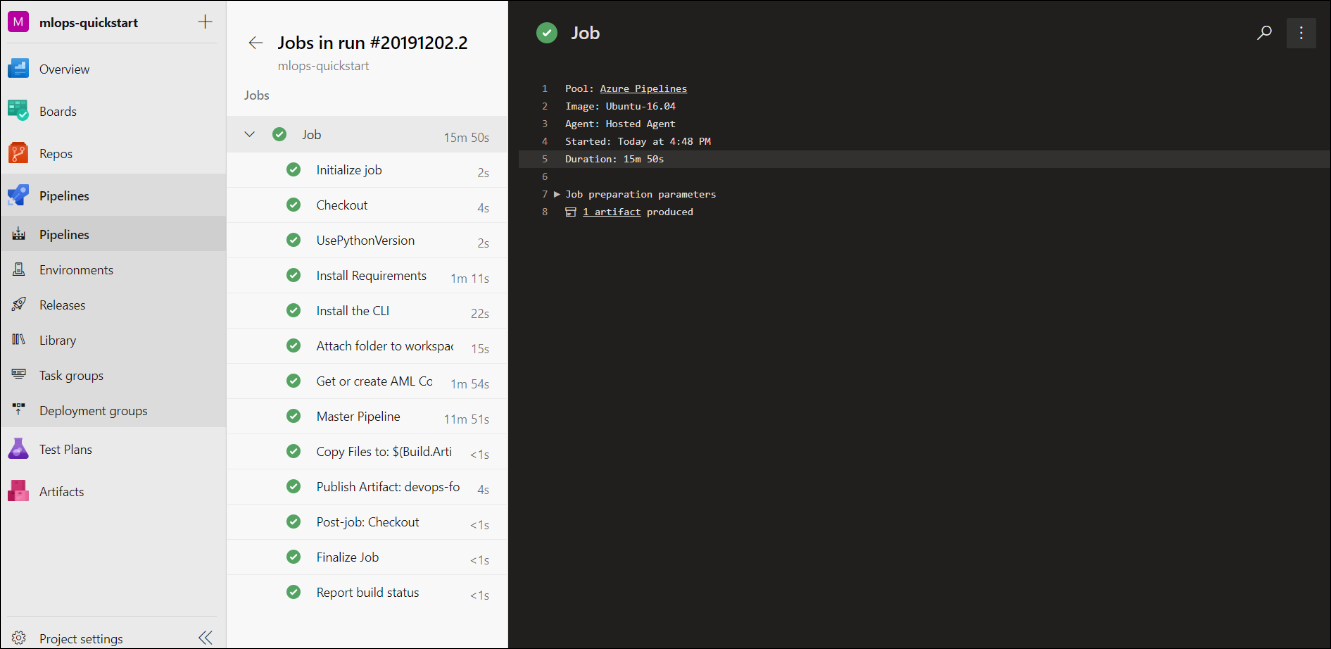 M mlops-quickstart
Overview
Boards
Repos
Pipelines
Pipelines
Environments
Releases
Library
Task groups
Deployment groups
Test Plans
Artifacts
Project settings
Jobs in run #20191202.2
mlops-quickstart
Jobs
Job 15m 50s
Initialize job 2s
Checkout 4s
UsePythonVersion 2s
Install Requirements 1m 11s
Install the CLI 22s
Attach folder to workspac 15s
Get or create AML Co 1m 54s
Master Pipeline 11m 51s
Copy Files to: $(Build.Arti <1s
Publish Artifact: devops-fo 4s
Post-job: Checkout <1s
Finalize Job <1s
Report build status <1s
Job
1 Pool: Azure Pipelines
2 Image: Ubuntu-16.04
3 Agent: Hosted Agent
4 Started: Today at 4:48 PM
5 Duration: 15m 50s
6
7 Job preparation parameters
8 1 artifact produced